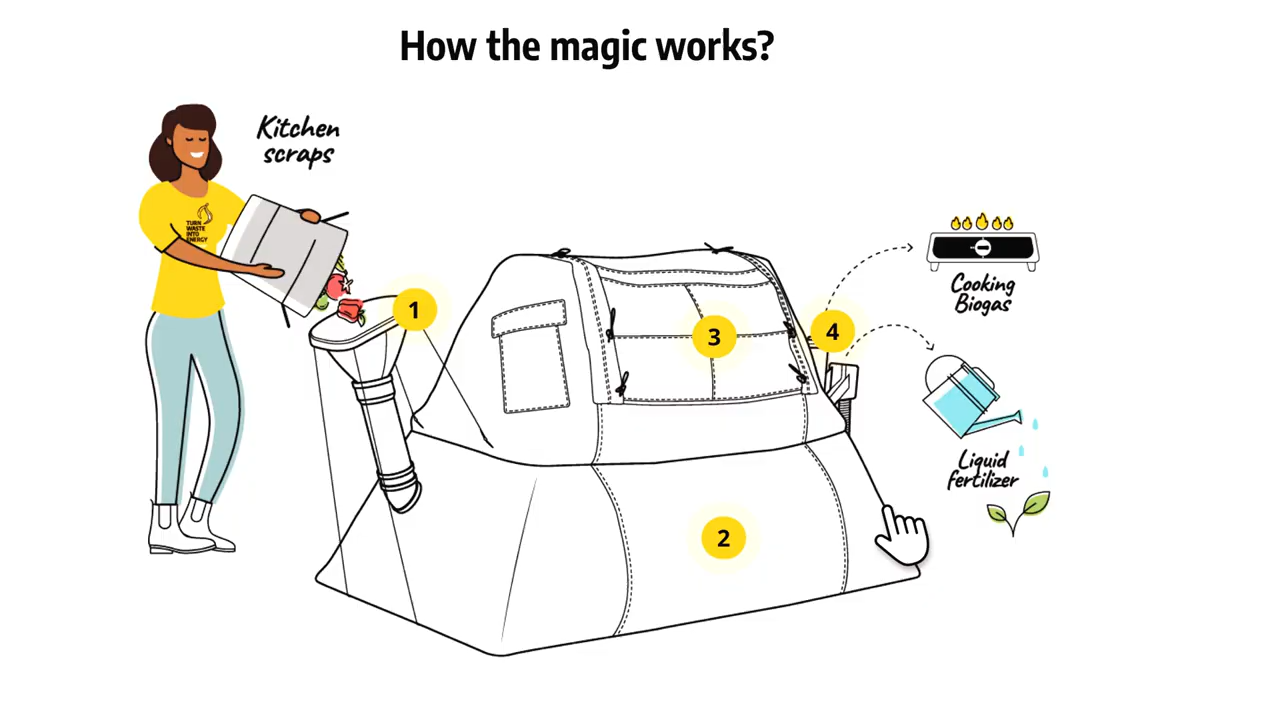 How the magic works?
Kitchen
scraps
TURN
WASTE
INTO
ENERGY
1
3
4
2
Cooking
Biogas
Liquid
fertilizer